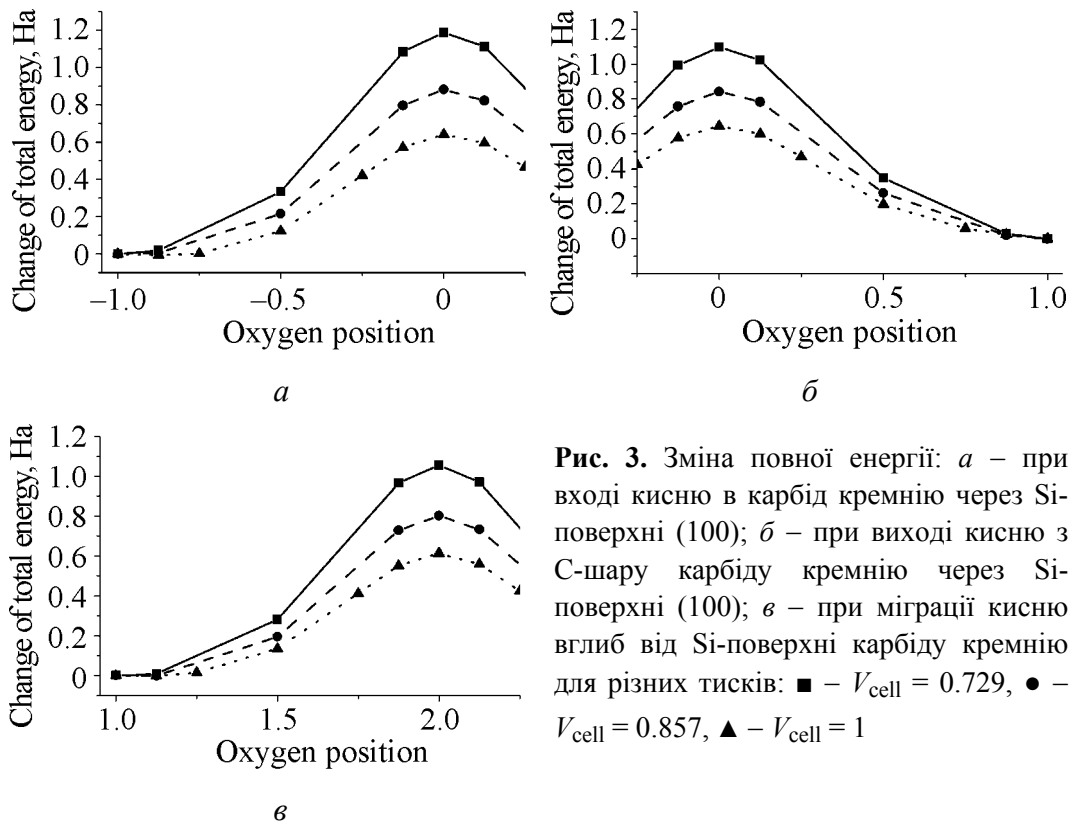 Change of total energy, Ha
1.2
1.0
0.8
0.6
0.4
0.2
0
–1.0 –0.5 0
Oxygen position
а
Change of total energy, Ha
1.2
1.0
0.8
0.6
0.4
0.2
0
0 0.5 1.0
Oxygen position
б
Change of total energy, Ha
1.2
1.0
0.8
0.6
0.4
0.2
0
1.0 1.5 2.0
Oxygen position
в
Рис. 3. Зміна повної енергії: а – при
вході кисню в карбід кремнію через Si-
поверхні (100); б – при виході кисню з
С-шару карбіду кремнію через Si-
поверхні (100); в – при міграції кисню
вглиб від Si-поверхні карбіду кремнію
для різних тисків: ■ – Vcell = 0.729, ● –
Vcell = 0.857, ▲ – Vcell = 1